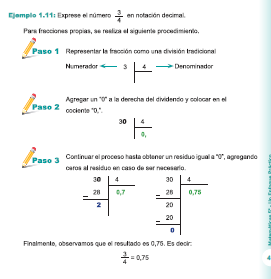 Ejemplo 1.11: Exprese el número 3/4 en notación decimal.
Para fracciones propias, se realiza el siguiente procedimiento.
Paso 1 Representar la fracción como una división tradicional
Numerador ← 3 | 4 → Denominador
Paso 2 Agregar un "0" a la derecha del dividendo y colocar en el
cociente "0,".
30 | 4
0,
Paso 3 Continuar el proceso hasta obtener un residuo igual a "0", agregando
ceros al residuo en caso de ser necesario.
30 | 4 30 | 4
– 28 0,7 – 28 0,75
2 20
– 20
0
Finalmente, observamos que el resultado es 0,75. Es decir:
3/4 = 0,75
4